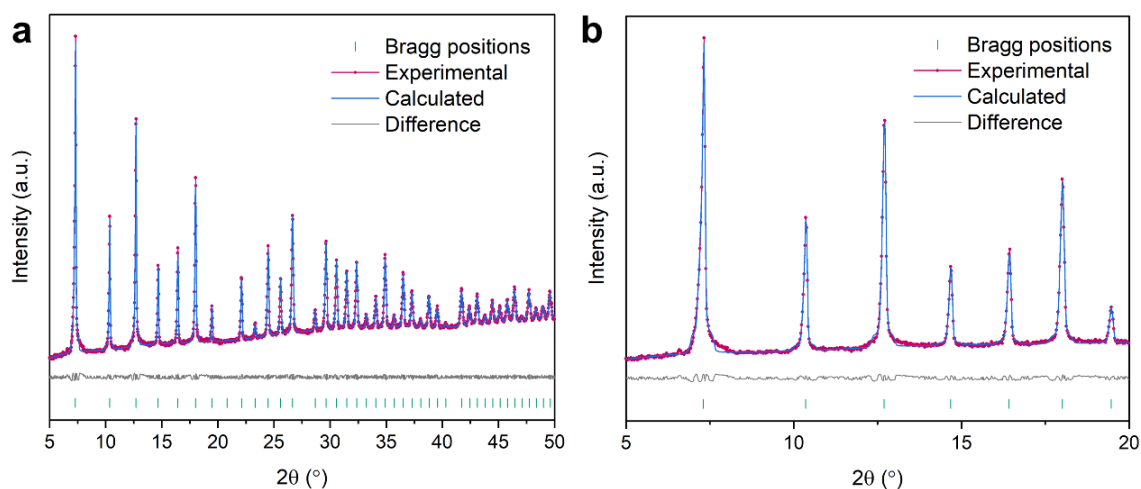 a
Bragg positions
Experimental
Calculated
Difference
Intensity (a.u.)
5 10 15 20 25 30 35 40 45 50
2θ (°)
b
Bragg positions
Experimental
Calculated
Difference
Intensity (a.u.)
5 10 15 20
2θ (°)